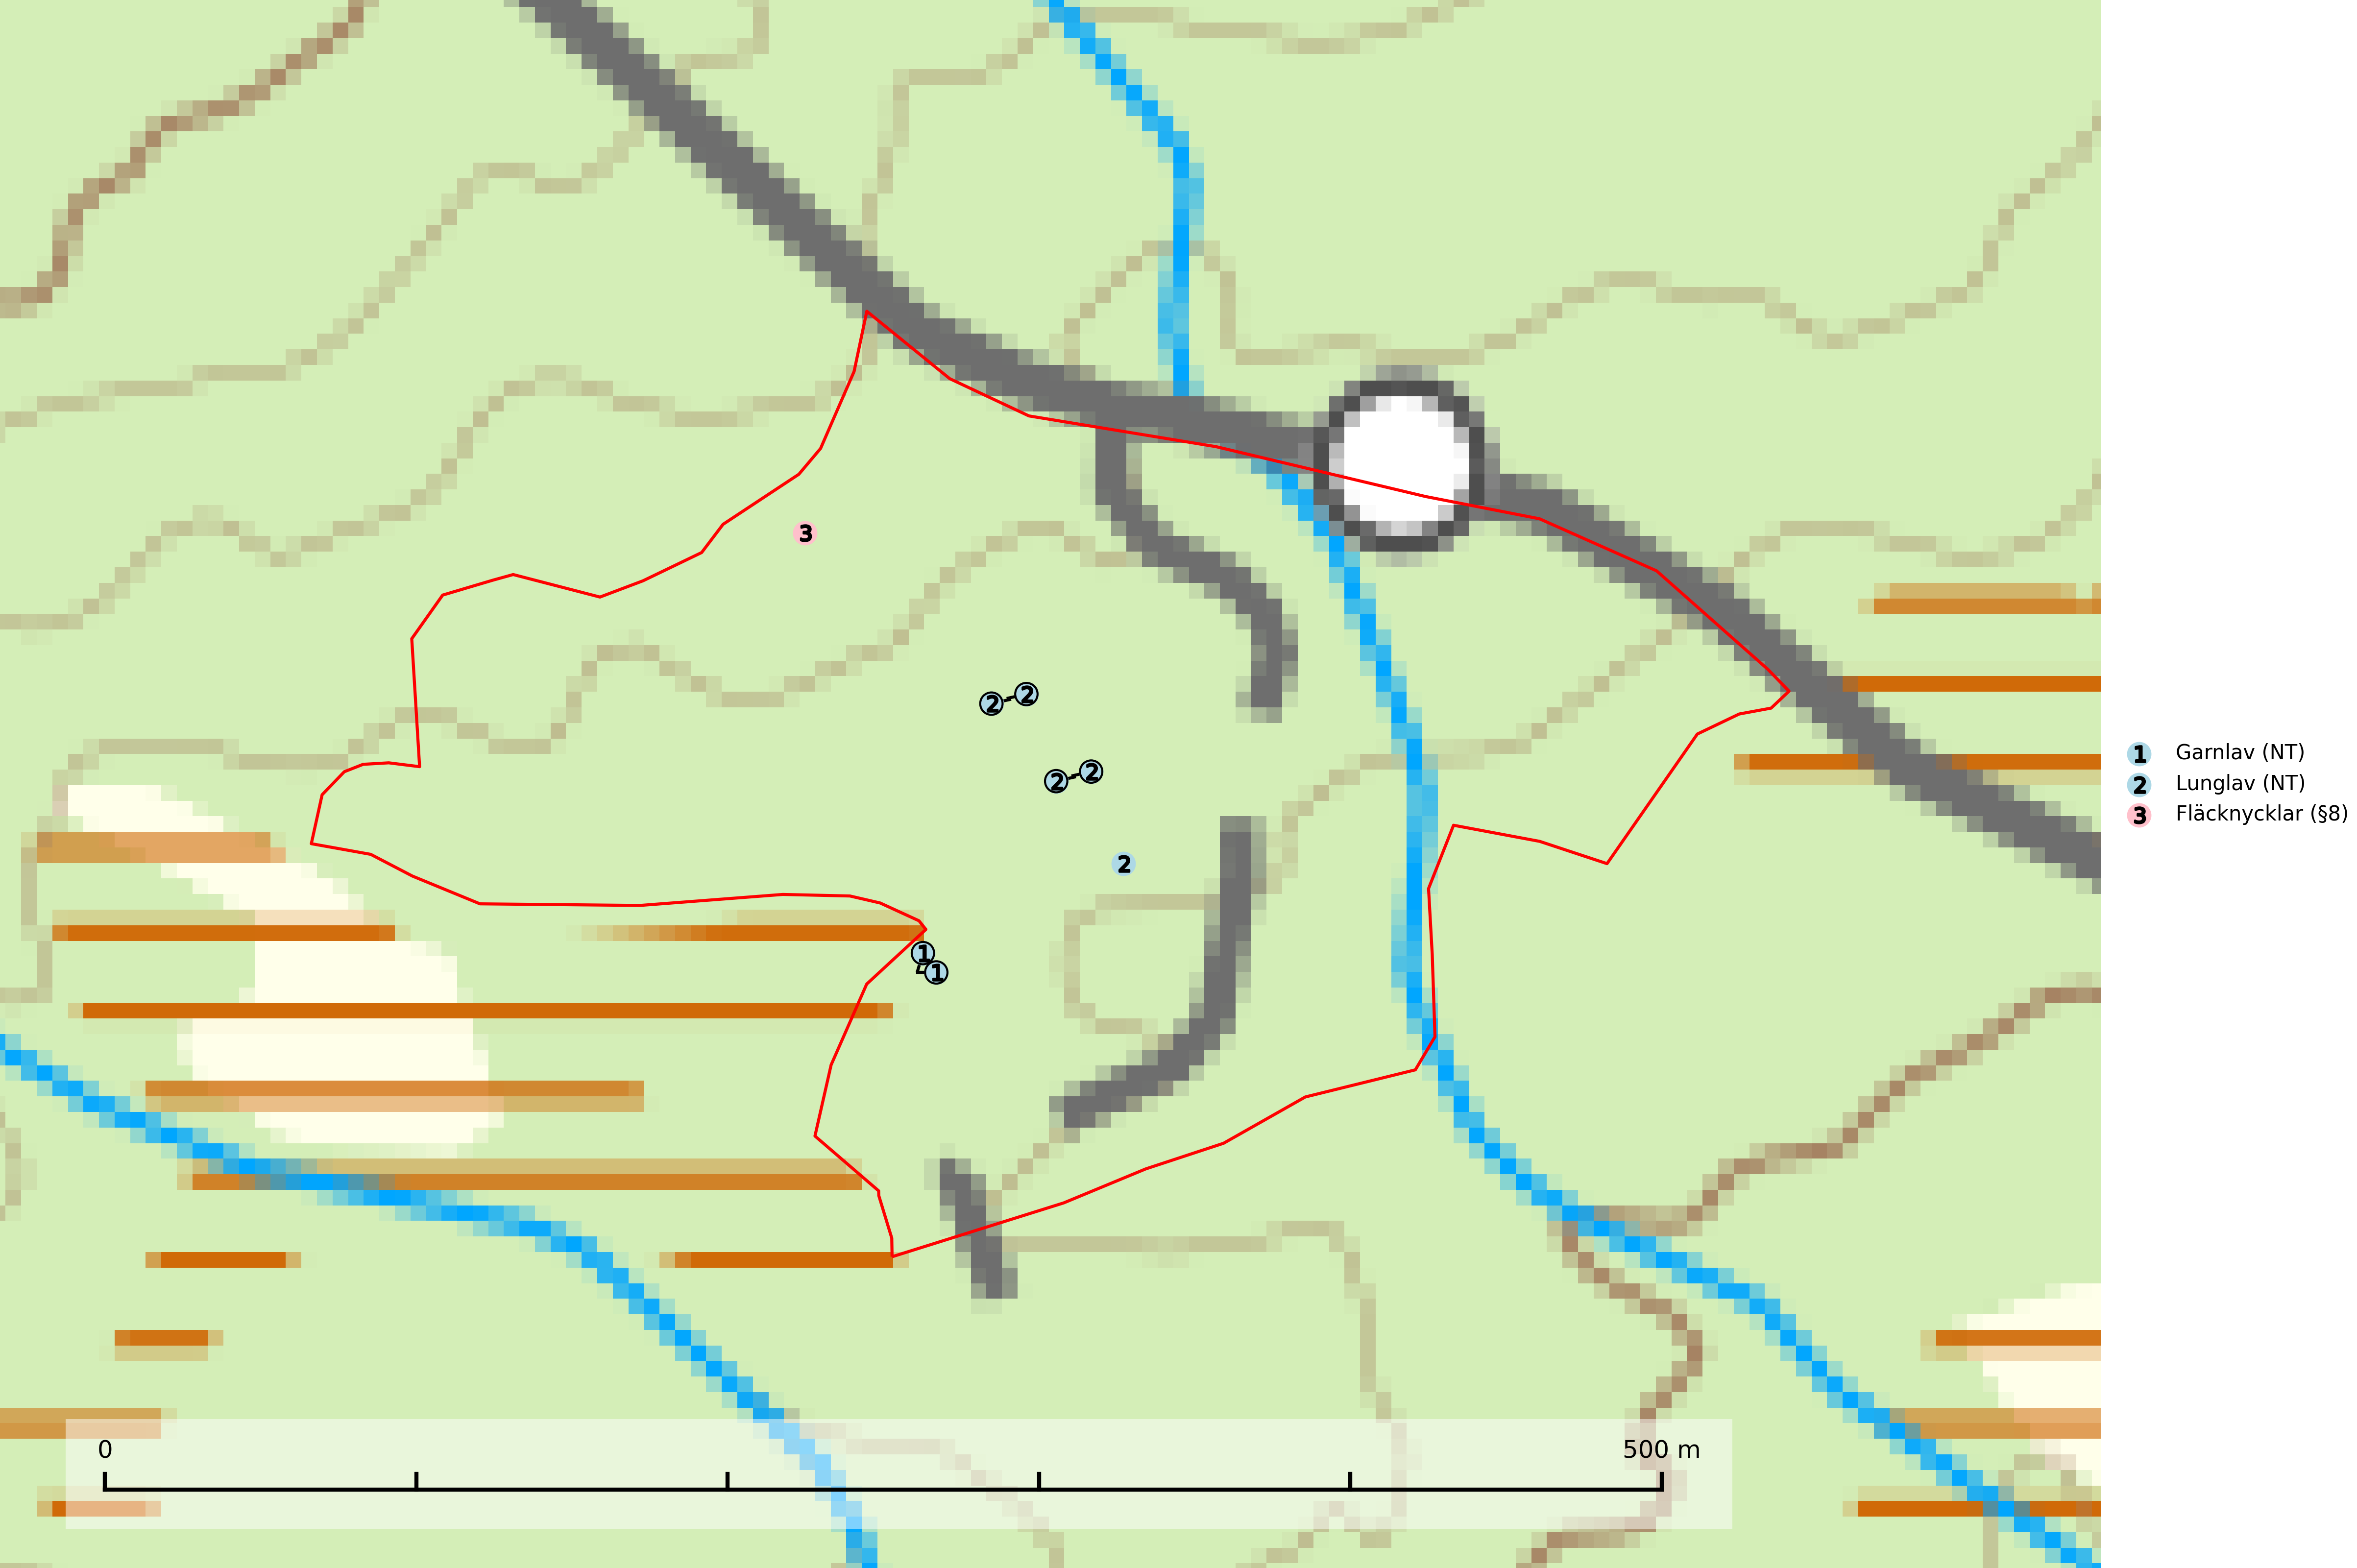 3
2 2
2 2
2
1
1
1 Garnlav (NT)
2 Lunglav (NT)
3 Fläcknycklar (§8)
0 500 m